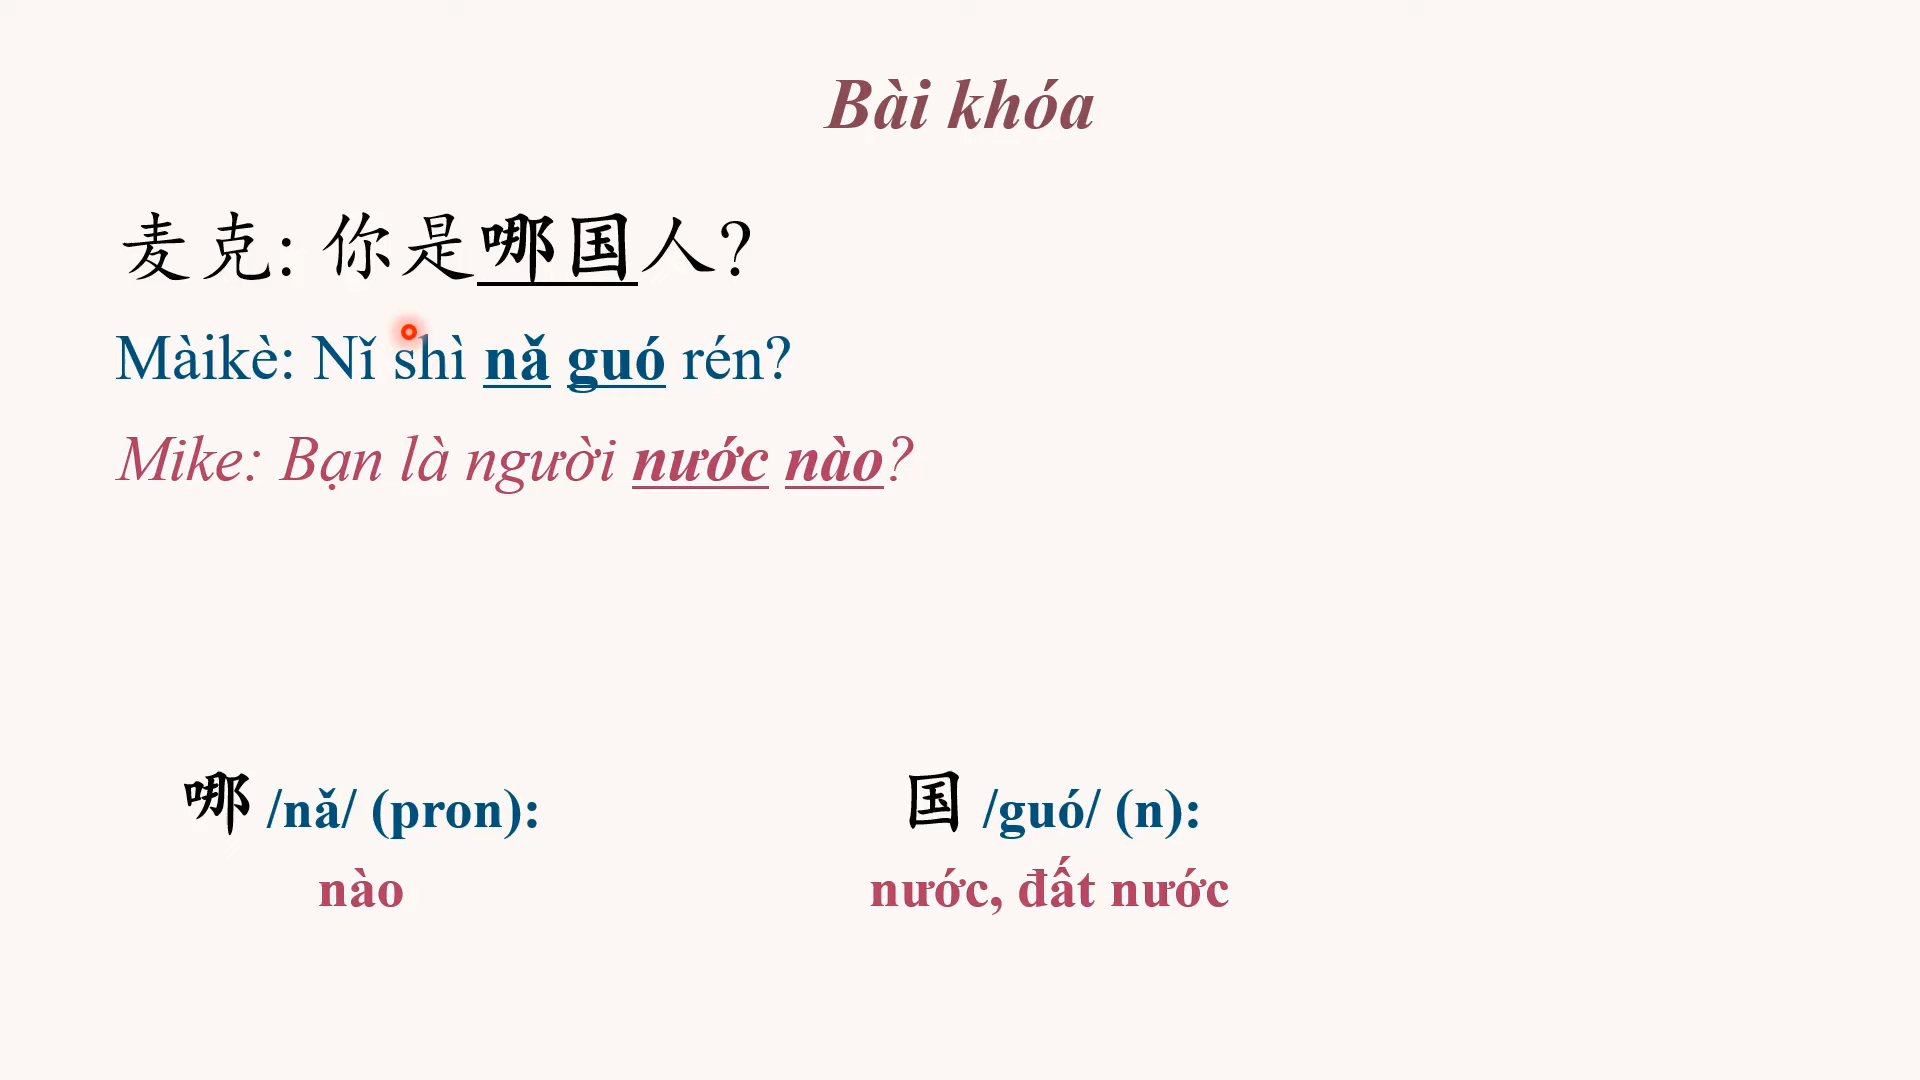 Bài khóa
麦克: 你是哪国人?
Màikè: Nǐ shì nǎ guó rén?
Mike: Bạn là người nước nào?
哪 /nǎ/ (pron):
nào
国 /guó/ (n):
nước, đất nước